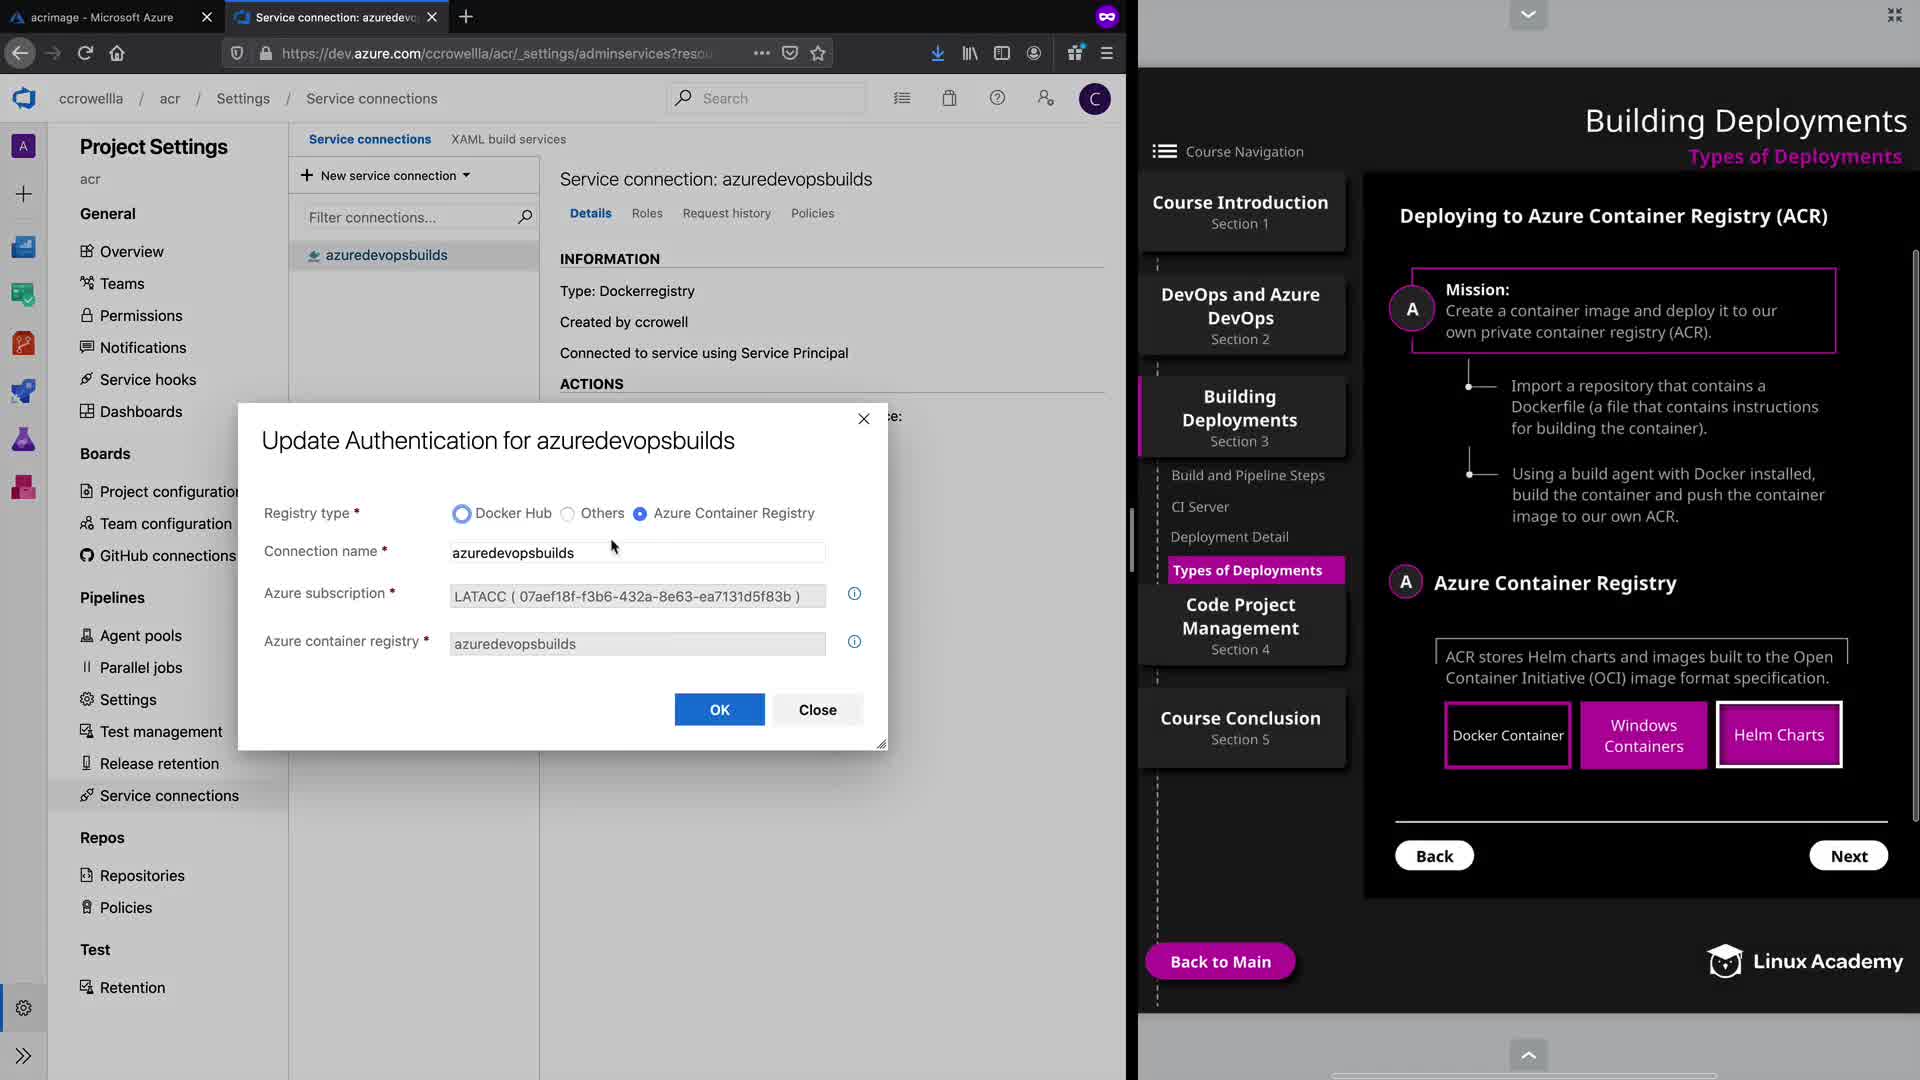 acrimage - Microsoft Azure
Service connection: azuredevo
https://dev.azure.com/ccrowellla/acr/_settings/adminservices?resou
ccrowellla / acr / Settings / Service connections
Search
C
A
Project Settings
acr
General
Overview
Teams
Permissions
Notifications
Service hooks
Dashboards
Boards
Project configuration
Team configuration
GitHub connections
Pipelines
Agent pools
Parallel jobs
Settings
Test management
Release retention
Service connections
Repos
Repositories
Policies
Test
Retention
Service connections
XAML build services
New service connection
Filter connections...
azuredevopsbuilds
Service connection: azuredevopsbuilds
Details
Roles
Request history
Policies
INFORMATION
Type: Dockerregistry
Created by ccrowell
Connected to service using Service Principal
ACTIONS
e:
Update Authentication for azuredevopsbuilds
Registry type *
Docker Hub
Others
Azure Container Registry
Connection name *
azuredevopsbuilds
Azure subscription *
LATACC ( 07aef18f-f3b6-432a-8e63-ea7131d5f83b )
Azure container registry *
azuredevopsbuilds
OK
Close
Building Deployments
Types of Deployments
Course Navigation
Course Introduction
Section 1
DevOps and Azure
DevOps
Section 2
Building
Deployments
Section 3
Build and Pipeline Steps
CI Server
Deployment Detail
Types of Deployments
Code Project
Management
Section 4
Course Conclusion
Section 5
Back to Main
Deploying to Azure Container Registry (ACR)
A
Mission:
Create a container image and deploy it to our
own private container registry (ACR).
Import a repository that contains a
Dockerfile (a file that contains instructions
for building the container).
Using a build agent with Docker installed,
build the container and push the container
image to our own ACR.
A
Azure Container Registry
ACR stores Helm charts and images built to the Open
Container Initiative (OCI) image format specification.
Docker Container
Windows
Containers
Helm Charts
Back
Next
Linux Academy